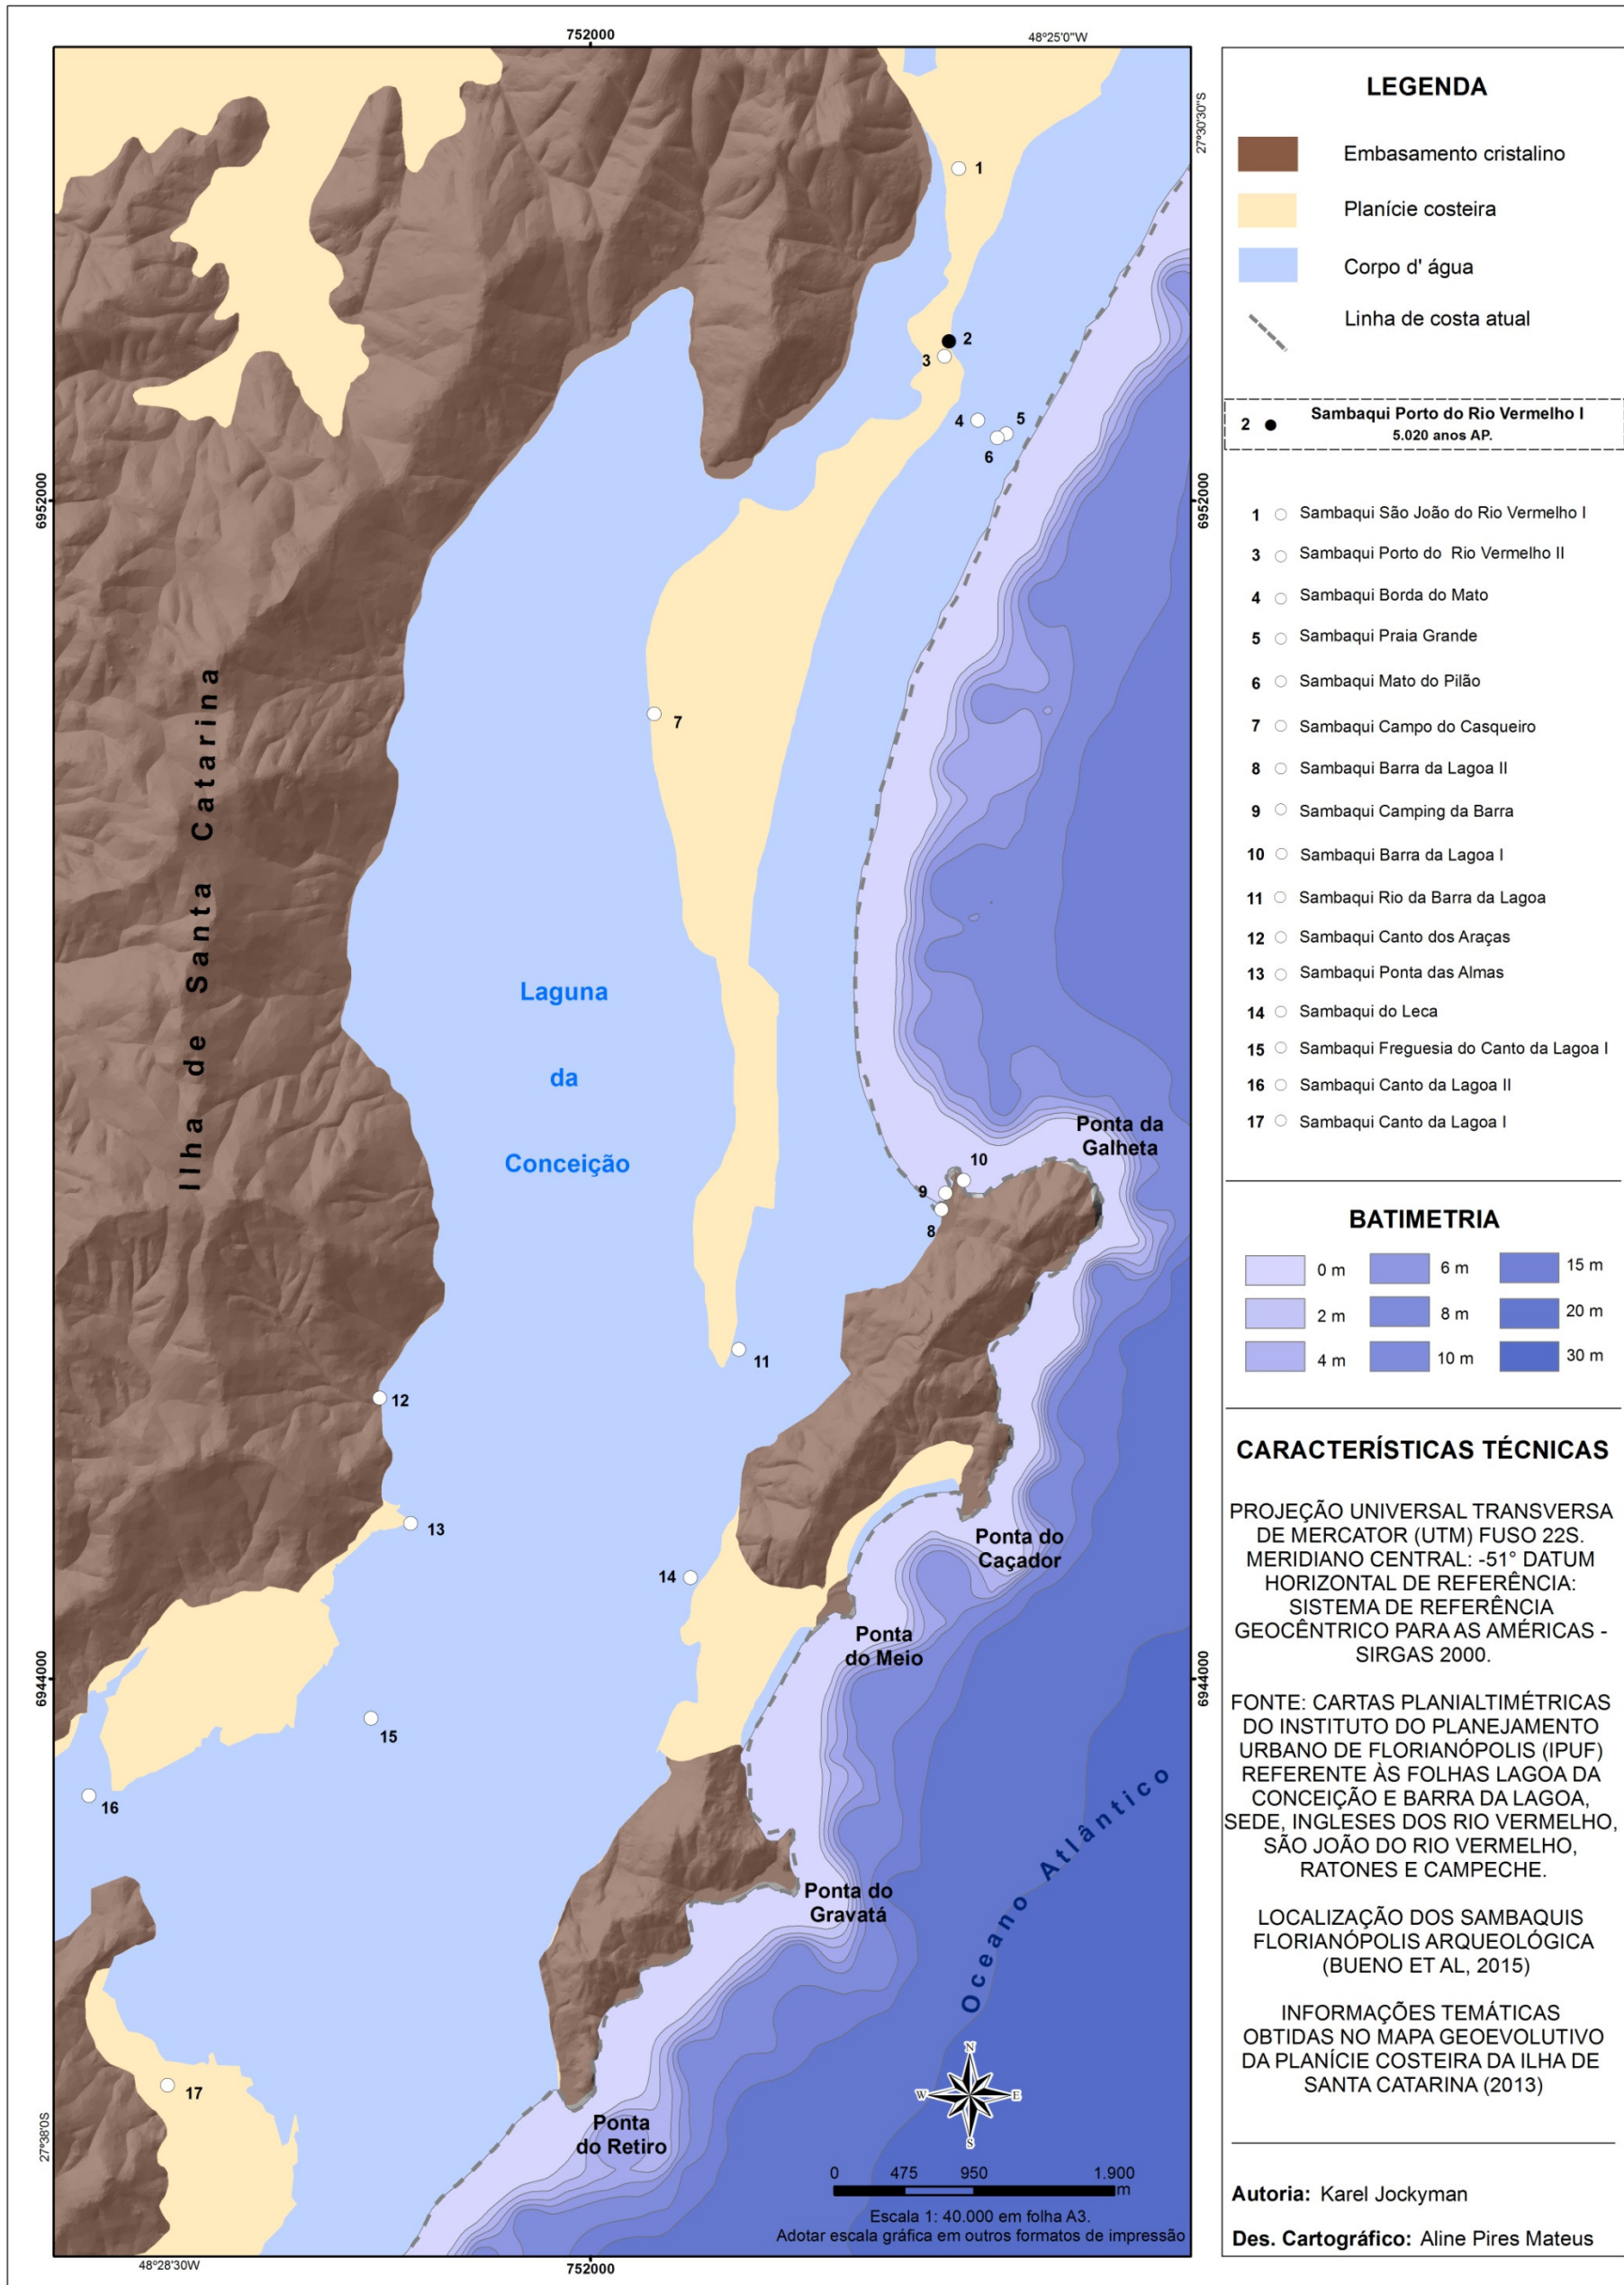 752000
48°25'0"W
27°30'30"S
1
2
3
4
5
6
6952000
6952000
7
Ilha de Santa Catarina
Laguna
da
Conceição
Ponta da
Galheta
10
9
8
11
12
13
14
Ponta do
Caçador
Ponta
do Meio
6944000
6944000
15
16
Ponta do
Gravatá
Oceano Atlântico
17
Ponta
do Retiro
27°38'0S
N
W
E
S
0 475 950 1.900
m
Escala 1: 40.000 em folha A3.
Adotar escala gráfica em outros formatos de impressão
48°28'30W
752000
LEGENDA
Embasamento cristalino
Planície costeira
Corpo d' água
Linha de costa atual
2 Sambaqui Porto do Rio Vermelho I
5.020 anos AP.
1 Sambaqui São João do Rio Vermelho I
3 Sambaqui Porto do Rio Vermelho II
4 Sambaqui Borda do Mato
5 Sambaqui Praia Grande
6 Sambaqui Mato do Pilão
7 Sambaqui Campo do Casqueiro
8 Sambaqui Barra da Lagoa II
9 Sambaqui Camping da Barra
10 Sambaqui Barra da Lagoa I
11 Sambaqui Rio da Barra da Lagoa
12 Sambaqui Canto dos Araças
13 Sambaqui Ponta das Almas
14 Sambaqui do Leca
15 Sambaqui Freguesia do Canto da Lagoa I
16 Sambaqui Canto da Lagoa II
17 Sambaqui Canto da Lagoa I
BATIMETRIA
0 m 6 m 15 m
2 m 8 m 20 m
4 m 10 m 30 m
CARACTERÍSTICAS TÉCNICAS
PROJEÇÃO UNIVERSAL TRANSVERSA
DE MERCATOR (UTM) FUSO 22S.
MERIDIANO CENTRAL: -51° DATUM
HORIZONTAL DE REFERÊNCIA:
SISTEMA DE REFERÊNCIA
GEOCÊNTRICO PARA AS AMÉRICAS -
SIRGAS 2000.
FONTE: CARTAS PLANIALTIMÉTRICAS
DO INSTITUTO DO PLANEJAMENTO
URBANO DE FLORIANÓPOLIS (IPUF)
REFERENTE ÀS FOLHAS LAGOA DA
CONCEIÇÃO E BARRA DA LAGOA,
SEDE, INGLESES DOS RIO VERMELHO,
SÃO JOÃO DO RIO VERMELHO,
RATONES E CAMPECHE.
LOCALIZAÇÃO DOS SAMBAQUIS
FLORIANÓPOLIS ARQUEOLÓGICA
(BUENO ET AL, 2015)
INFORMAÇÕES TEMÁTICAS
OBTIDAS NO MAPA GEOEVOLUTIVO
DA PLANÍCIE COSTEIRA DA ILHA DE
SANTA CATARINA (2013)
Autoria: Karel Jockyman
Des. Cartográfico: Aline Pires Mateus